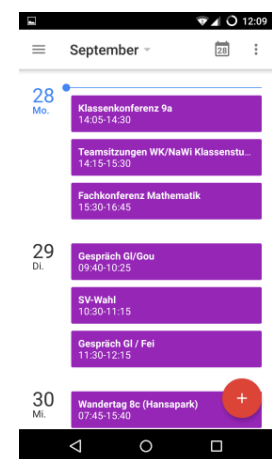 12:09
September
28
28
Mo.
Klassenkonferenz 9a
14:05-14:30
Teamsitzungen WK/NaWi Klassenstu...
14:15-15:30
Fachkonferenz Mathematik
15:30-16:45
29
Di.
Gespräch Gl/Gou
09:40-10:25
SV-Wahl
10:30-11:15
Gespräch Gl / Fei
11:30-12:15
30
Mi.
Wandertag 8c (Hansapark)
07:45-15:40